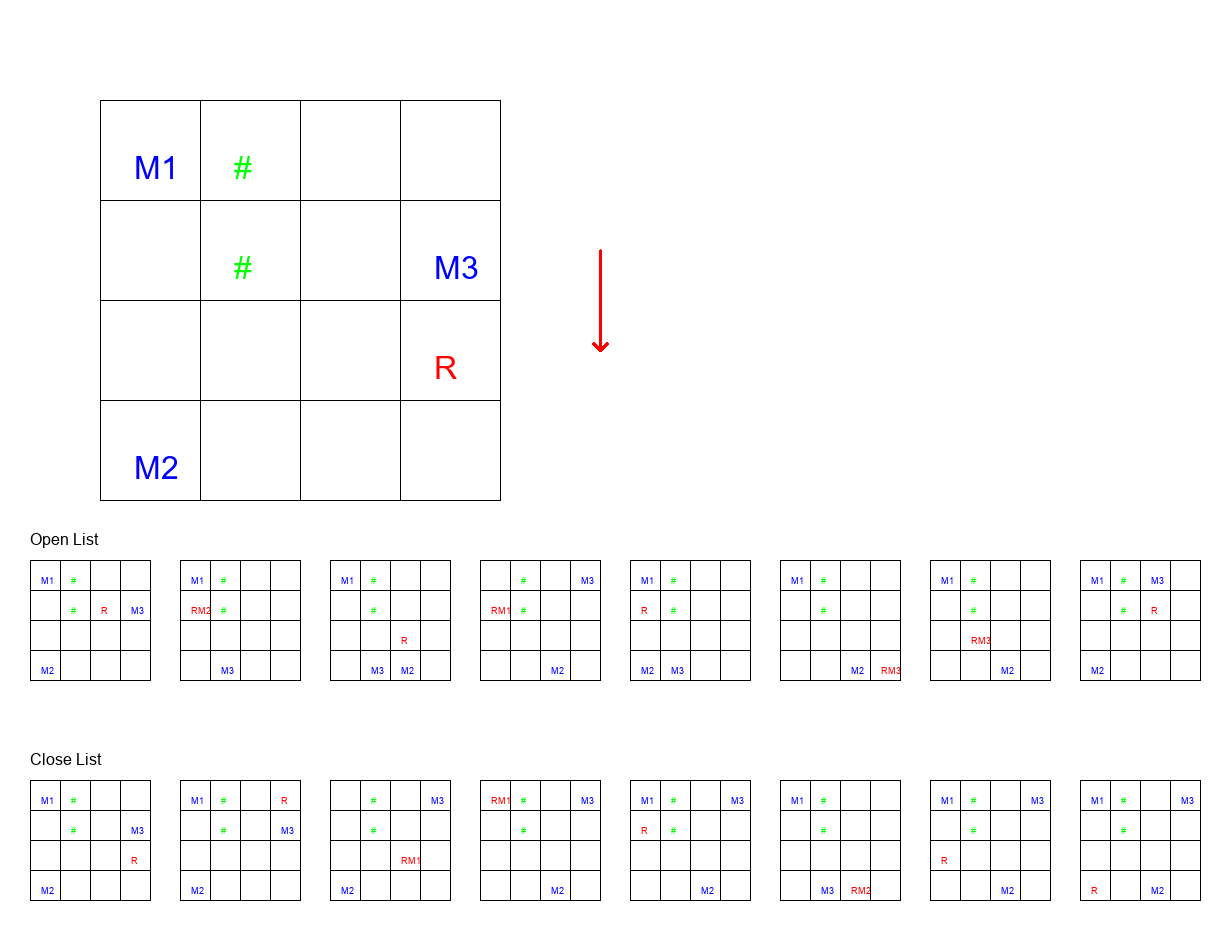 M1 #
# M3
R
M2
Open List
M1 # M1 # M1 # # M3 M1 # M1 # M1 # M1 # M3
# R M3 RM2 # # RM1 # R # # # # R
R RM3
M2 M3 M3 M2 M2 M2 M3 M2 RM3 M2 M2
Close List
M1 # M1 # R # M3 RM1 # M3 M1 # M3 M1 # M1 # M3 M1 # M3
# M3 # M3 # # R # # # #
R RM1 R
M2 M2 M2 M2 M2 M3 RM2 M2 R M2